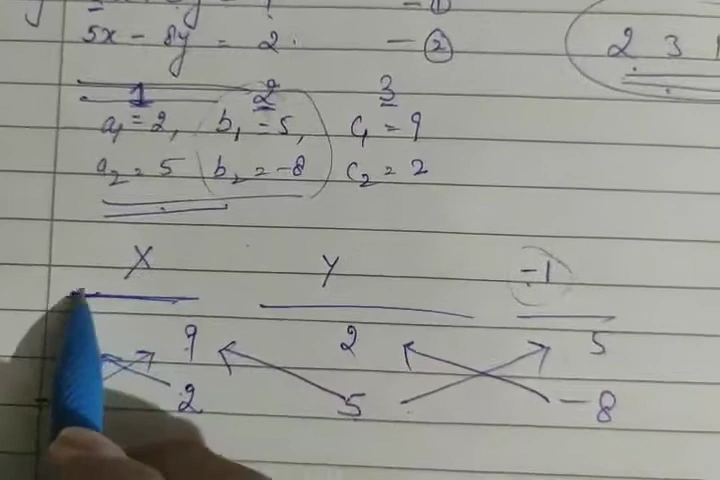 5x - 8y = 2. - ②
2 3 1
1 2 3
a₁ = 2, b₁ = 5, c₁ = 9
a₂ = 5 b₂ = -8 c₂ = 2
X Y -1
9 2 5
2 5 -8